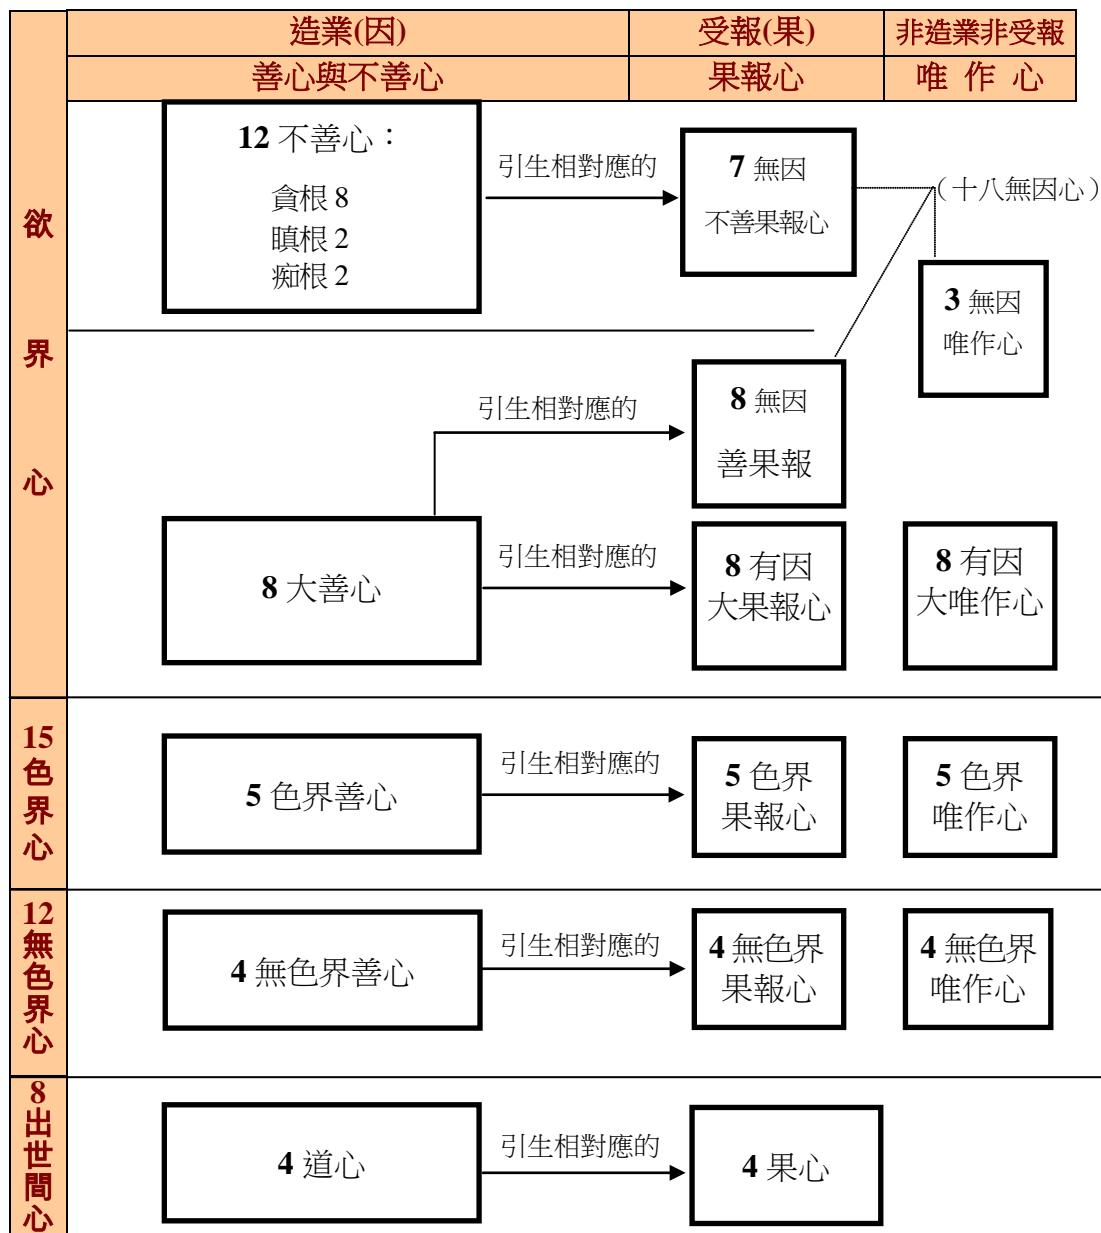 造業(因)
受報(果)
非造業非受報
善心與不善心
果報心
唯 作 心
欲
界
心
12 不善心：
貪根 8
瞋根 2
痴根 2
引生相對應的
7 無因
不善果報心
（十八無因心）
3 無因
唯作心
引生相對應的
8 無因
善果報
8 大善心
引生相對應的
8 有因
大果報心
8 有因
大唯作心
15
色
界
心
5 色界善心
引生相對應的
5 色界
果報心
5 色界
唯作心
12
無
色
界
心
4 無色界善心
引生相對應的
4 無色界
果報心
4 無色界
唯作心
8
出
世
間
心
4 道心
引生相對應的
4 果心